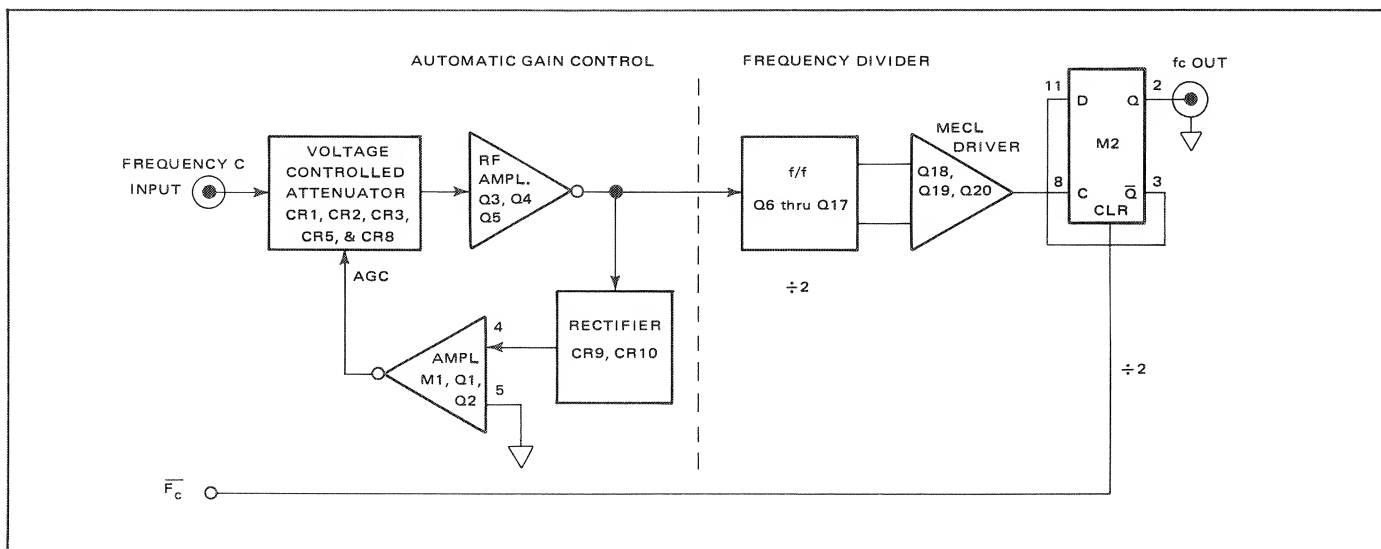 AUTOMATIC GAIN CONTROL
FREQUENCY DIVIDER
fc OUT
FREQUENCY C
INPUT
VOLTAGE
CONTROLLED
ATTENUATOR
CR1, CR2, CR3,
CR5, & CR8
RF
AMPL.
Q3, Q4
Q5
f/f
Q6 thru Q17
÷2
MECL
DRIVER
Q18,
Q19, Q20
11
D
Q
2
M2
8
C
Q̅
3
CLR
AGC
AMPL
M1, Q1,
Q2
4
5
RECTIFIER
CR9, CR10
÷2
F̅c̅